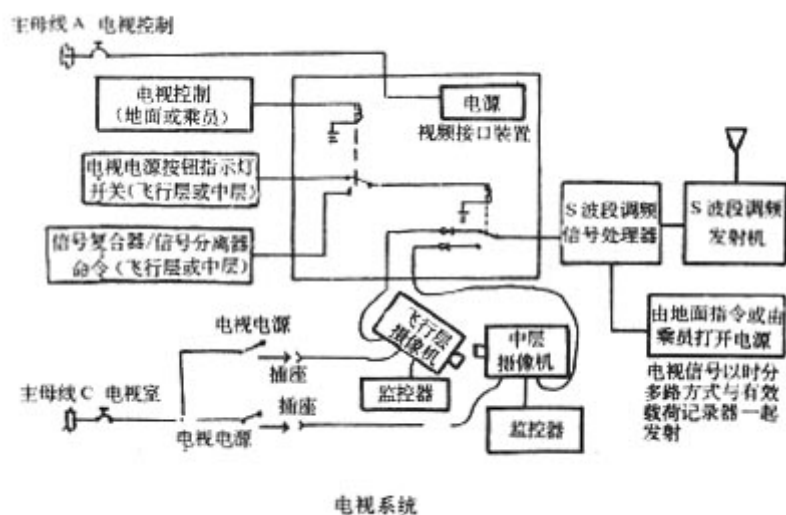 主母线 A 电视控制
电视控制
(地面或乘员)
电源
视频接口装置
电视电源按钮指示灯
开关(飞行层或中层)
信号复合器/信号分离器
命令(飞行层或中层)
S 波段调频
信号处理器
S 波段调频
发射机
由地面指令或由
乘员打开电源
电视信号以时分
多路方式与有效
载荷记录器一起
发射
电视电源
插座
飞行层
摄像机
中层
摄像机
监控器
监控器
主母线 C 电视室
电视电源
插座
电视系统